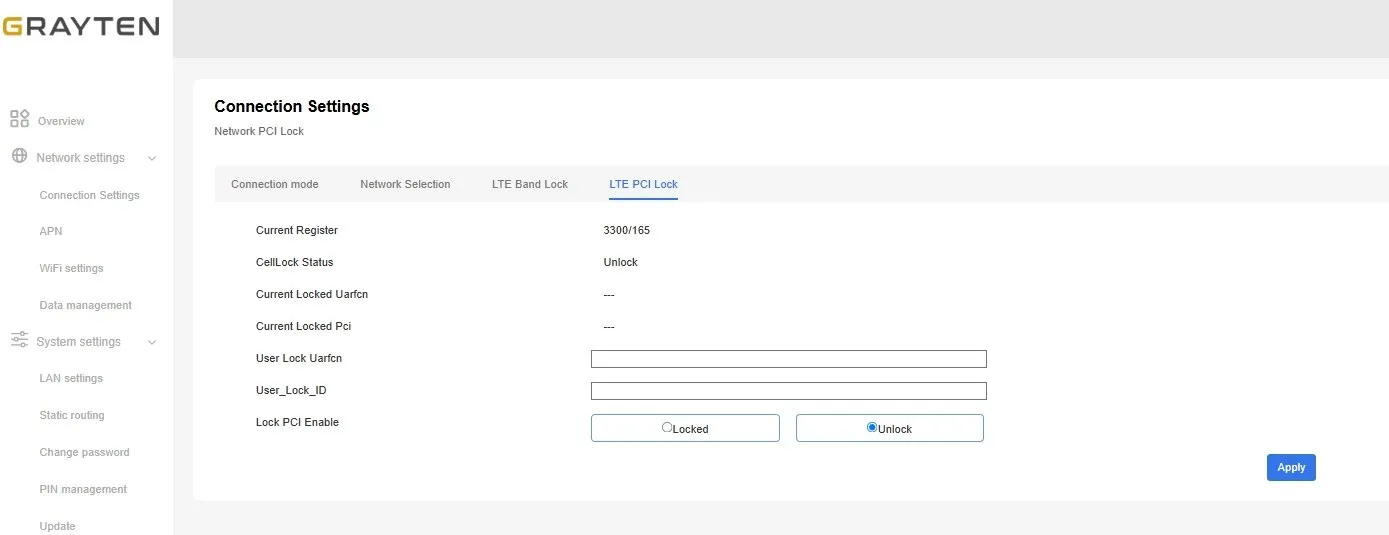 GRAYTEN
Overview
Network settings
Connection Settings
APN
WiFi settings
Data management
System settings
LAN settings
Static routing
Change password
PIN management
Update
Connection Settings
Network PCI Lock
Connection mode Network Selection LTE Band Lock LTE PCI Lock
Current Register 3300/165
CellLock Status Unlock
Current Locked Uarfcn ---
Current Locked Pci ---
User Lock Uarfcn
User_Lock_ID
Lock PCI Enable Locked Unlock
Apply